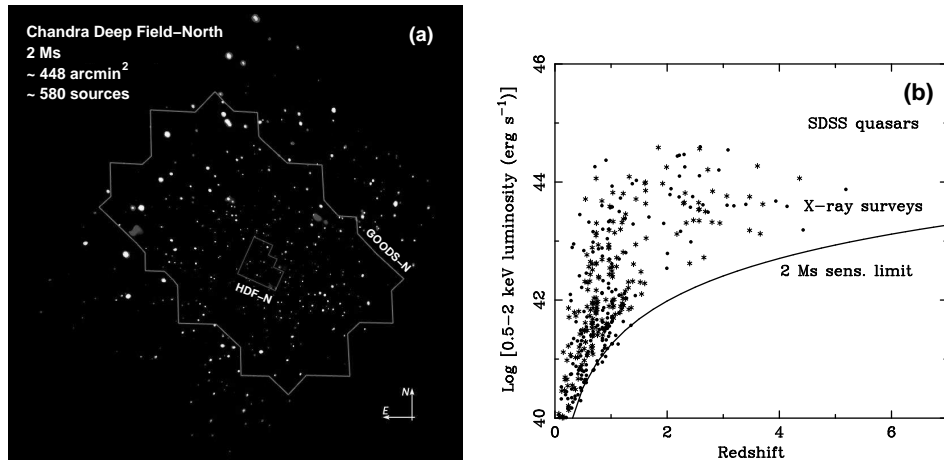 Chandra Deep Field–North
2 Ms
~ 448 arcmin²
~ 580 sources
(a)
GOODS–N
HDF–N
N
E
(b)
Log [0.5–2 keV luminosity (erg s⁻¹)]
46
44
42
40
SDSS quasars
X–ray surveys
2 Ms sens. limit
0
2
4
6
Redshift